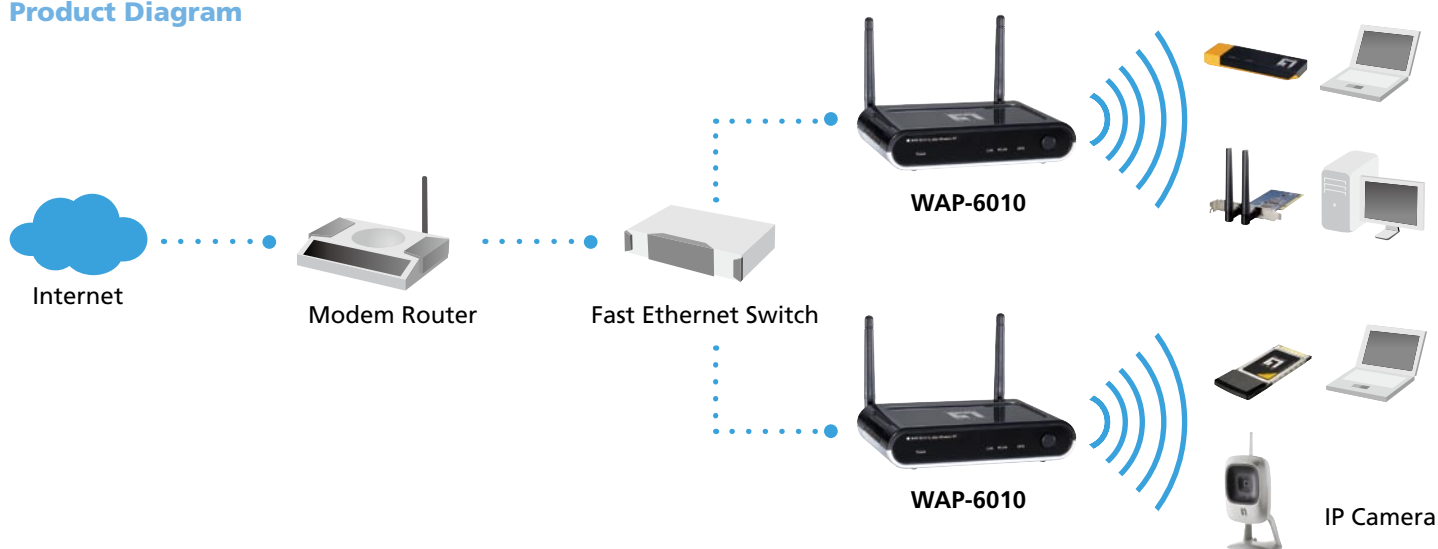 Product Diagram
WAP-6010
Internet
Modem Router
Fast Ethernet Switch
WAP-6010
IP Camera